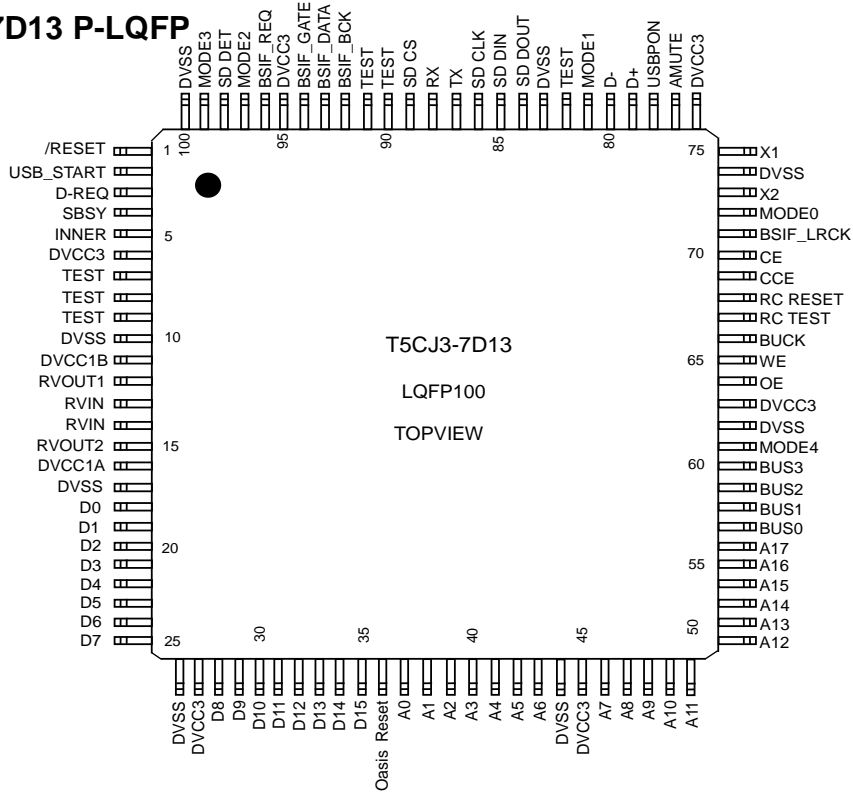 7D13 P-LQFP
DVSS
MODE3
SD DET
MODE2
BSIF_REQ
DVCC3
BSIF_GATE
BSIF_DATA
BSIF_BCK
TEST
TEST
SD CS
RX
TX
SD CLK
SD DIN
SD DOUT
DVSS
TEST
MODE1
D-
D+
USBPON
AMUTE
DVCC3
100
95
90
85
80
/RESET
USB_START
D-REQ
SBSY
INNER
DVCC3
TEST
TEST
TEST
DVSS
DVCC1B
RVOUT1
RVIN
RVIN
RVOUT2
DVCC1A
DVSS
D0
D1
D2
D3
D4
D5
D6
D7
1
5
10
15
20
25
T5CJ3-7D13
LQFP100
TOPVIEW
75
70
65
60
55
50
X1
DVSS
X2
MODE0
BSIF_LRCK
CE
CCE
RC RESET
RC TEST
BUCK
WE
OE
DVCC3
DVSS
MODE4
BUS3
BUS2
BUS1
BUS0
A17
A16
A15
A14
A13
A12
30
35
40
45
DVSS
DVCC3
D8
D9
D10
D11
D12
D13
D14
D15
Oasis Reset
A0
A1
A2
A3
A4
A5
A6
DVSS
DVCC3
A7
A8
A9
A10
A11